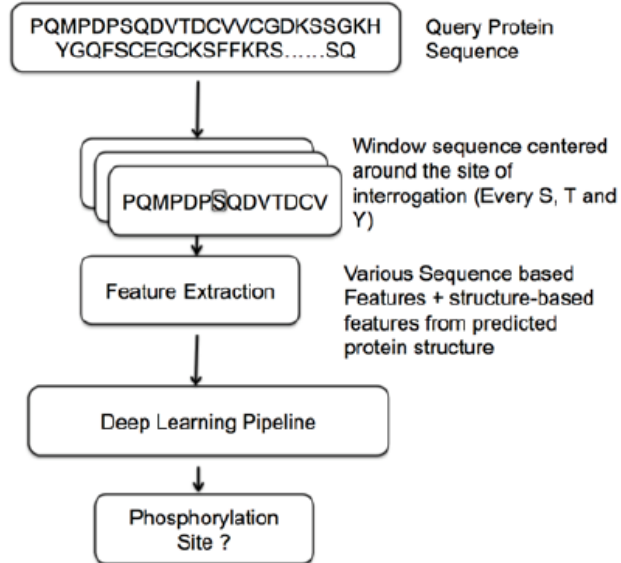 PQMPDPSQDVTDCVVCGDKSSGKH
YGQFSCEGCKSFFKRS......SQ
Query Protein
Sequence
PQMPDPSQDVTDCV
Window sequence centered
around the site of
interrogation (Every S, T and
Y)
Feature Extraction
Various Sequence based
Features + structure-based
features from predicted
protein structure
Deep Learning Pipeline
Phosphorylation
Site ?